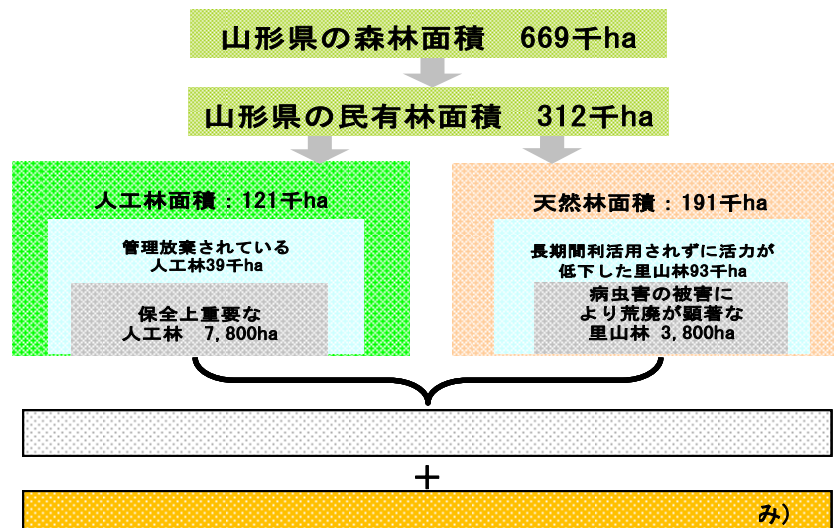 山形県の森林面積　669千ha
山形県の民有林面積　312千ha
人工林面積：121千ha
管理放棄されている
人工林39千ha
保全上重要な
人工林　7,800ha
天然林面積：191千ha
長期間利活用されずに活力が
低下した里山林93千ha
病虫害の被害に
より荒廃が顕著な
里山林 3,800ha
＋
み）